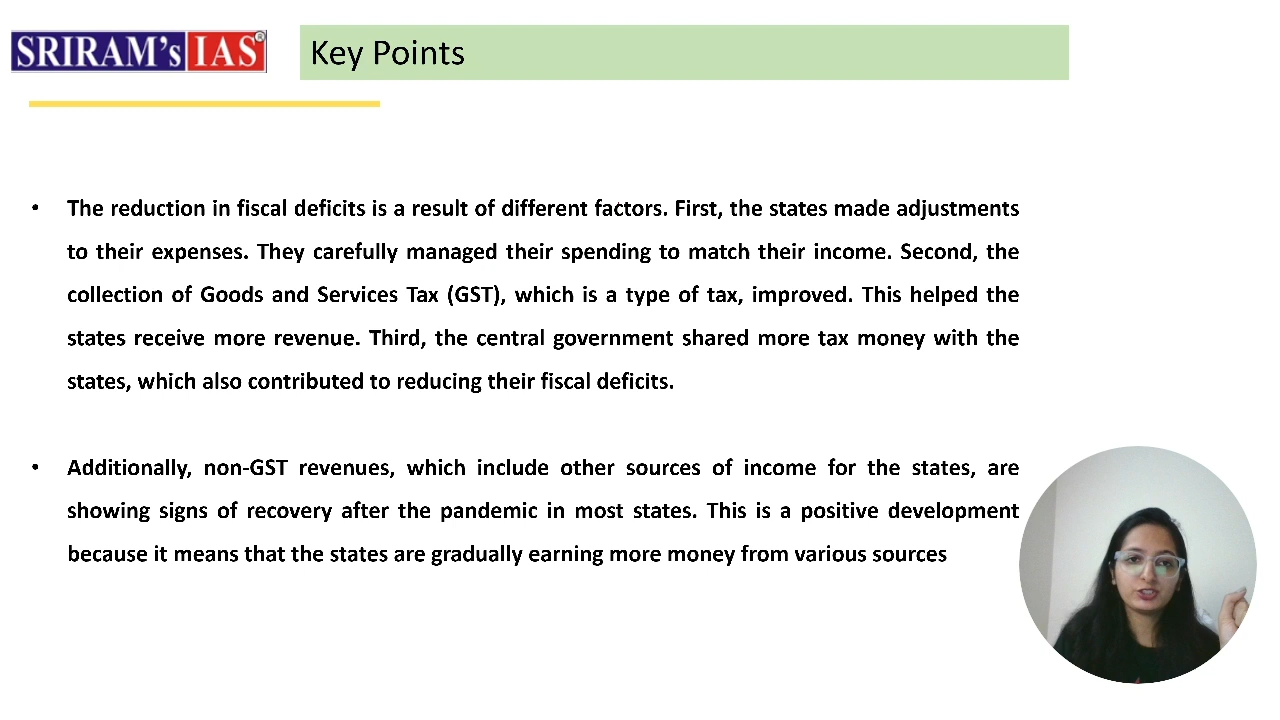 SRIRAM's IAS®
Key Points
• The reduction in fiscal deficits is a result of different factors. First, the states made adjustments
to their expenses. They carefully managed their spending to match their income. Second, the
collection of Goods and Services Tax (GST), which is a type of tax, improved. This helped the
states receive more revenue. Third, the central government shared more tax money with the
states, which also contributed to reducing their fiscal deficits.
• Additionally, non-GST revenues, which include other sources of income for the states, are
showing signs of recovery after the pandemic in most states. This is a positive development
because it means that the states are gradually earning more money from various sources